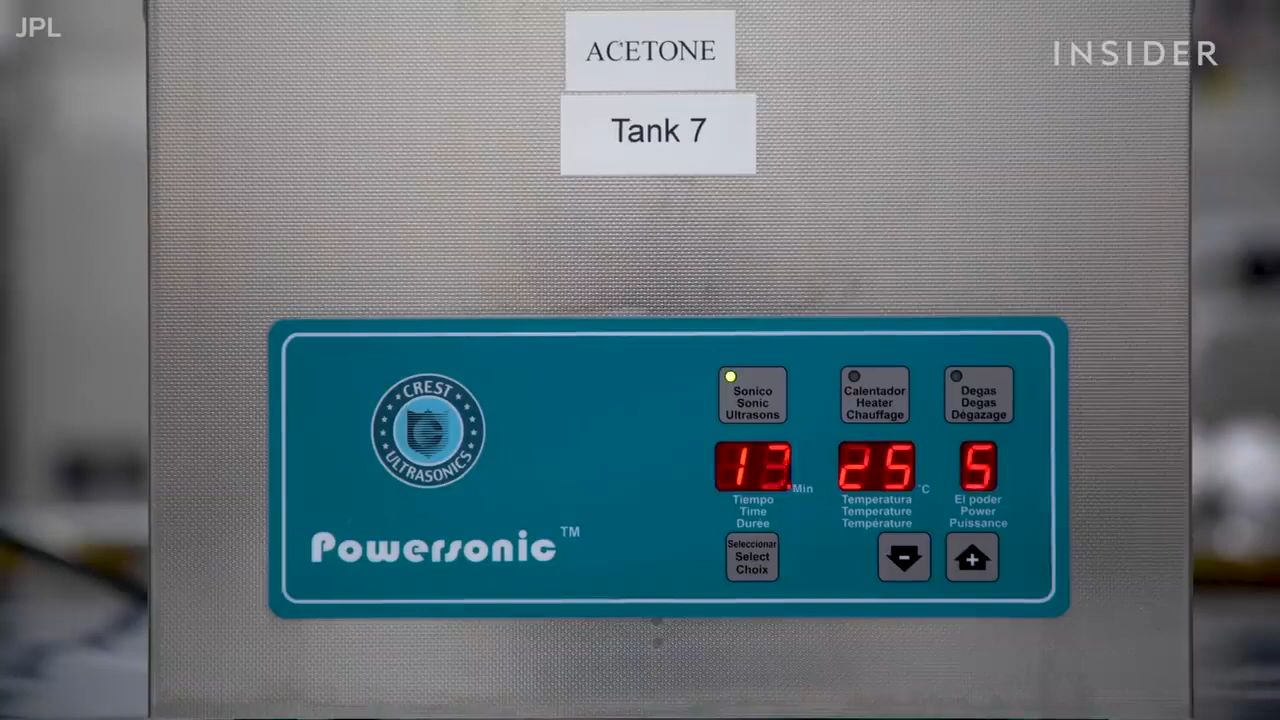 JPL
INSIDER
ACETONE
Tank 7
CREST
ULTRASONICS
Powersonic™
Sonico
Sonic
Ultrasons
Calentador
Heater
Chauffage
Degas
Degas
Dégazage
25
5
Min
°C
Tiempo
Time
Durée
Temperatura
Temperature
Température
El poder
Power
Puissance
Seleccionar
Select
Choix
-
+